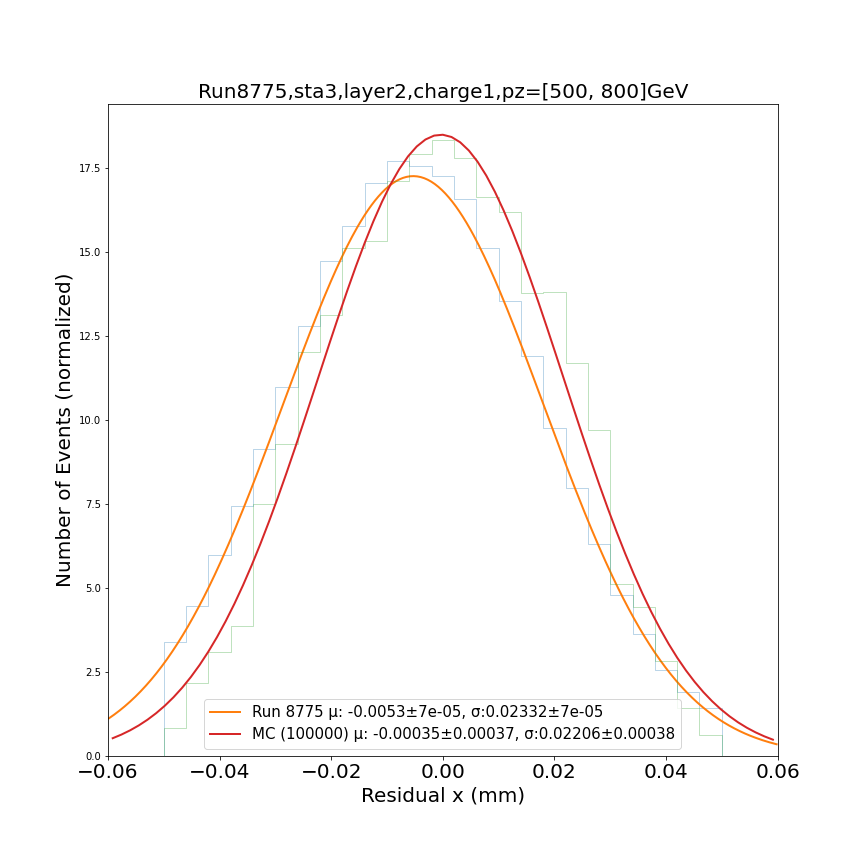 Run8775,sta3,layer2,charge1,pz=[500, 800]GeV
Number of Events (normalized)
17.5
15.0
12.5
10.0
7.5
5.0
2.5
0.0
Run 8775 μ: -0.0053±7e-05, σ:0.02332±7e-05
MC (100000) μ: -0.00035±0.00037, σ:0.02206±0.00038
−0.06 −0.04 −0.02 0.00 0.02 0.04 0.06
Residual x (mm)